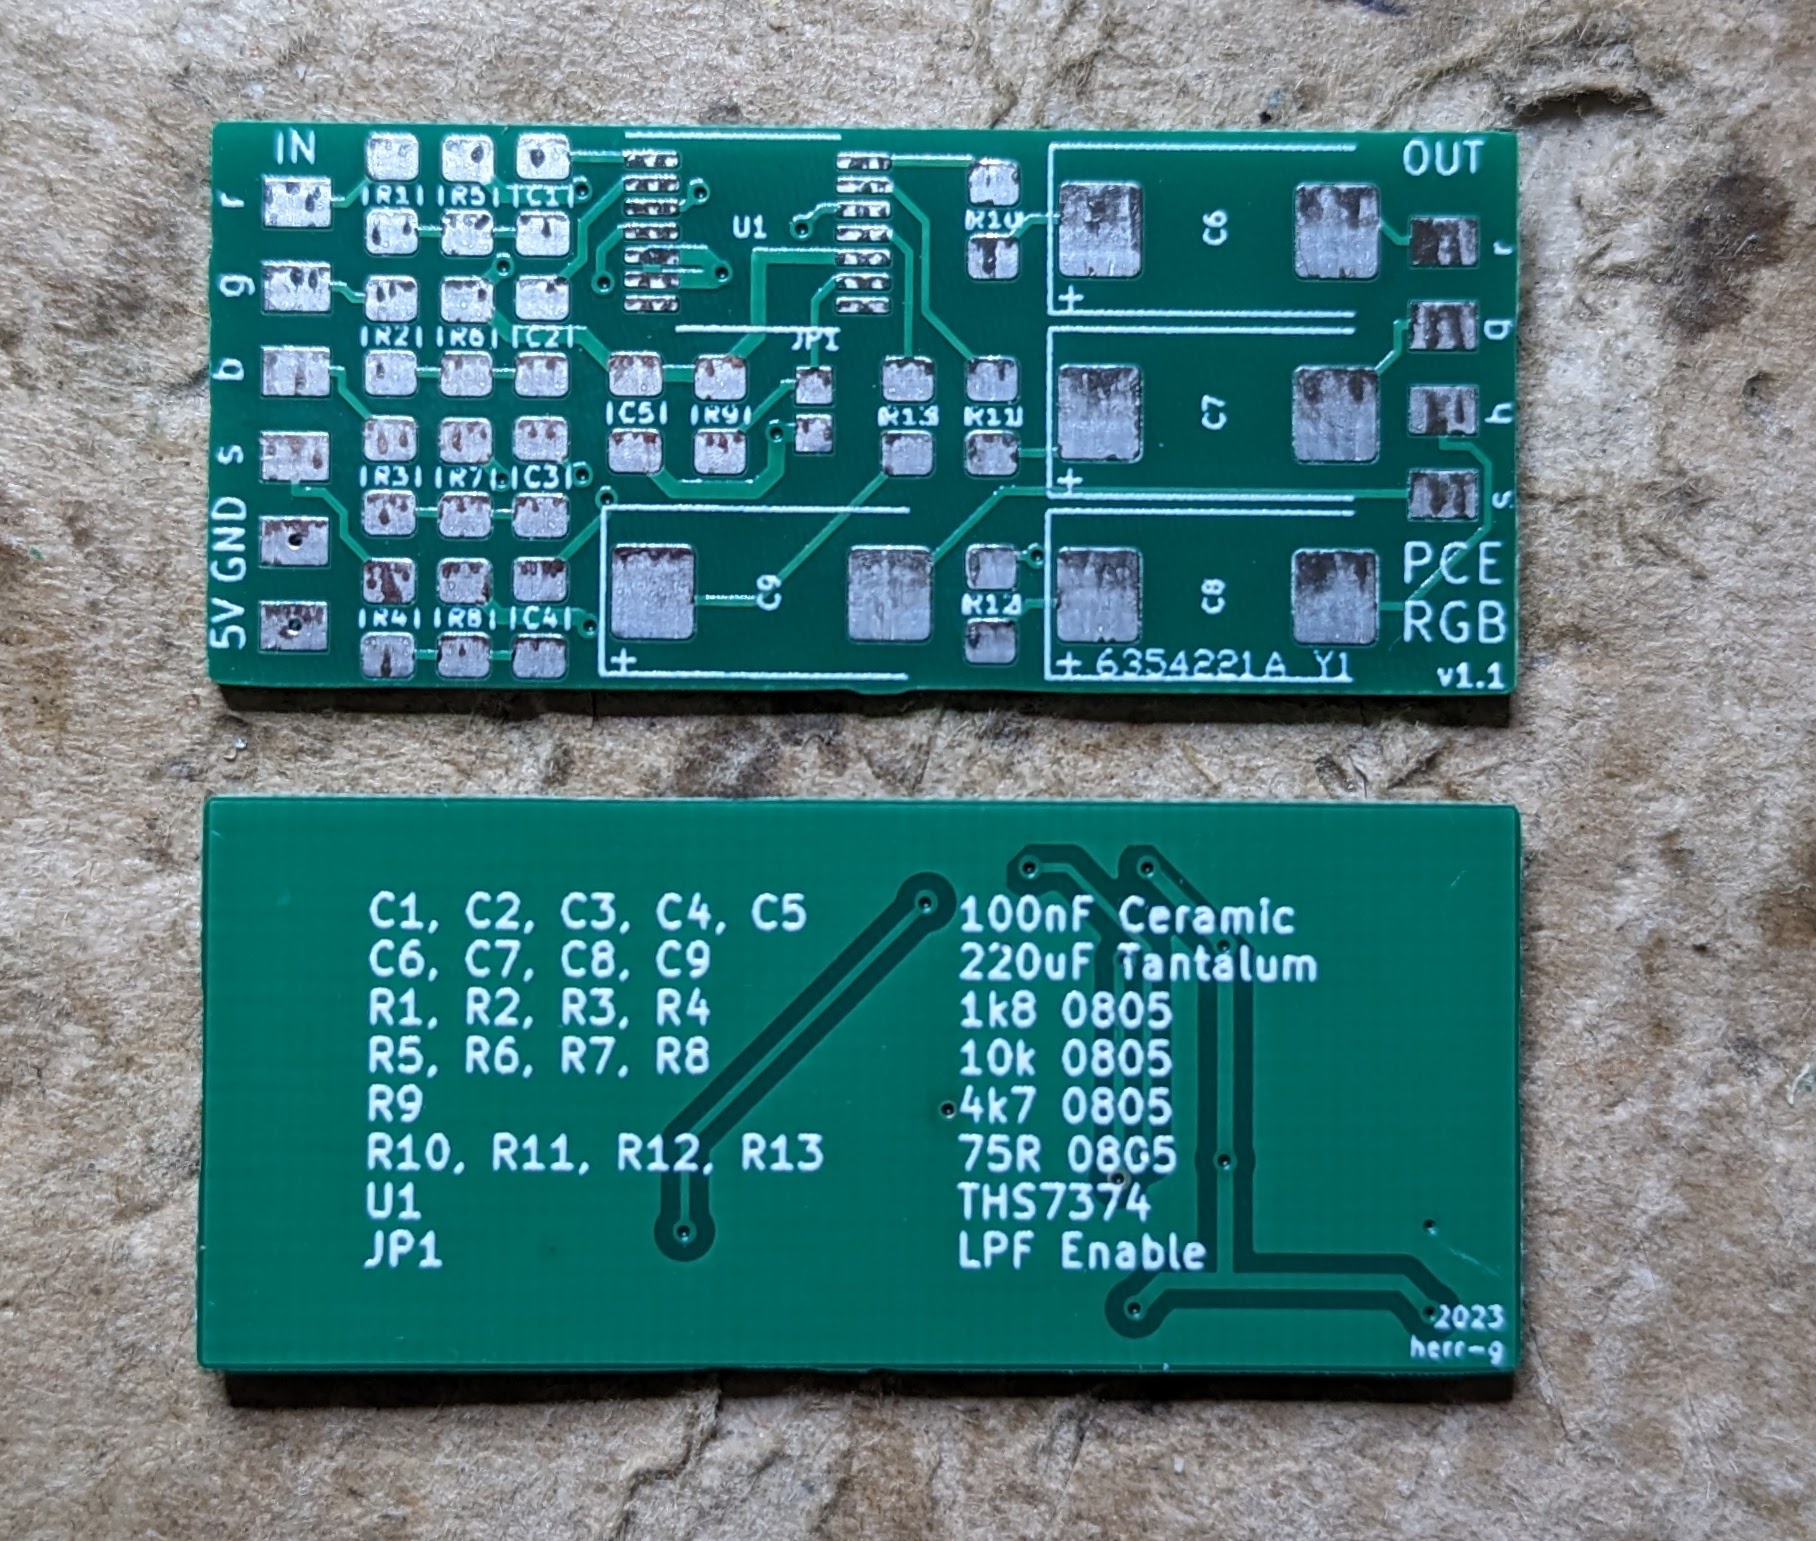 IN
OUT
r
R1 R5 C1
U1
R10
C6
r
g
R2 R6 C2
JP1
g
b
C5 R9 R13 R11
C7
h
s
R3 R7 C3
s
GND
C9
C8
PCE
5V
R4 R8 C4
R12
RGB
+
+
+
+ 6354221A Y1
v1.1
C1, C2, C3, C4, C5 100nF Ceramic
C6, C7, C8, C9 220uF Tantalum
R1, R2, R3, R4 1k8 0805
R5, R6, R7, R8 10k 0805
R9 4k7 0805
R10, R11, R12, R13 75R 0805
U1 THS7374
JP1 LPF Enable
2023
herr-g